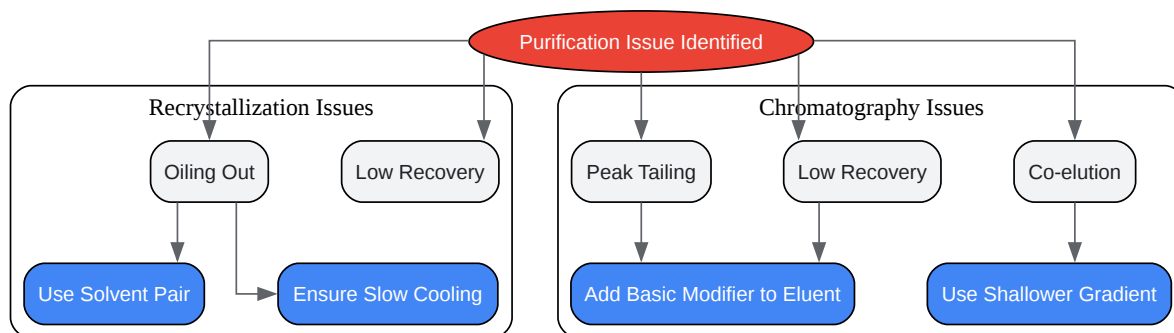 Purification Issue Identified
Recrystallization Issues
Chromatography Issues
Oiling Out
Low Recovery
Peak Tailing
Low Recovery
Co-elution
Use Solvent Pair
Ensure Slow Cooling
Add Basic Modifier to Eluent
Use Shallower Gradient